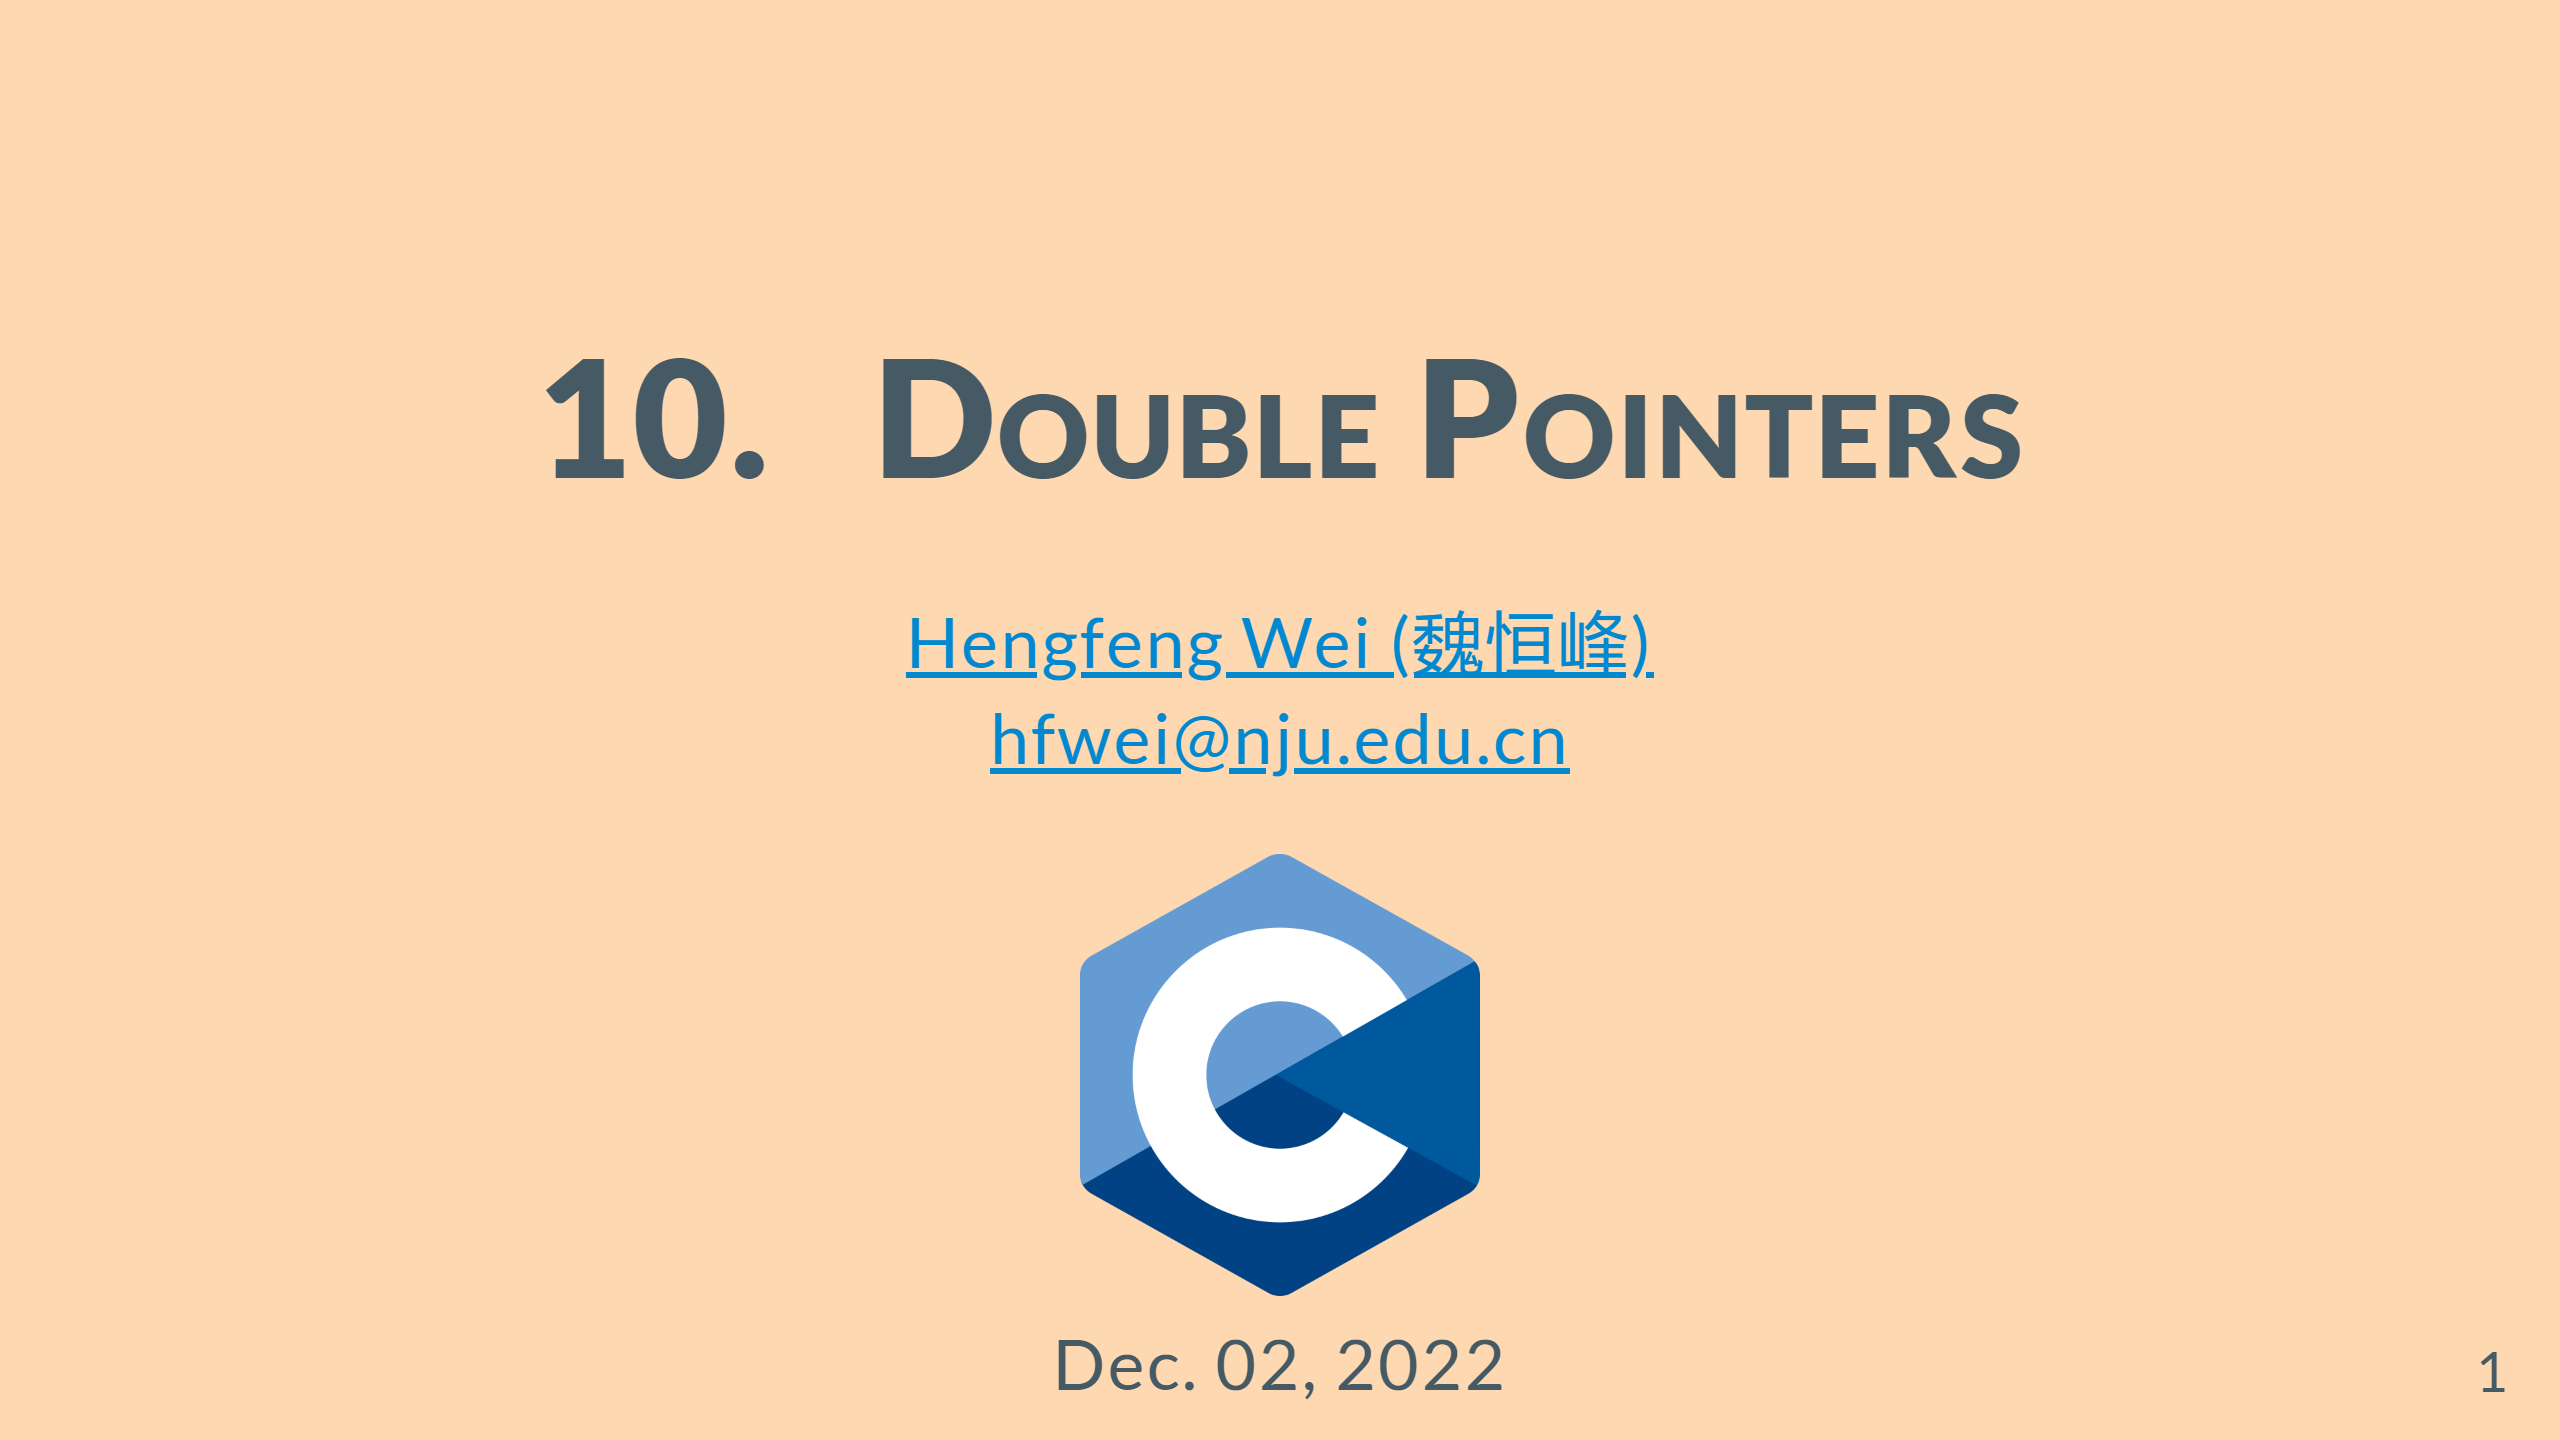 10. Double Pointers
Hengfeng Wei (魏恒峰)
hfwei@nju.edu.cn
Dec. 02, 2022
1